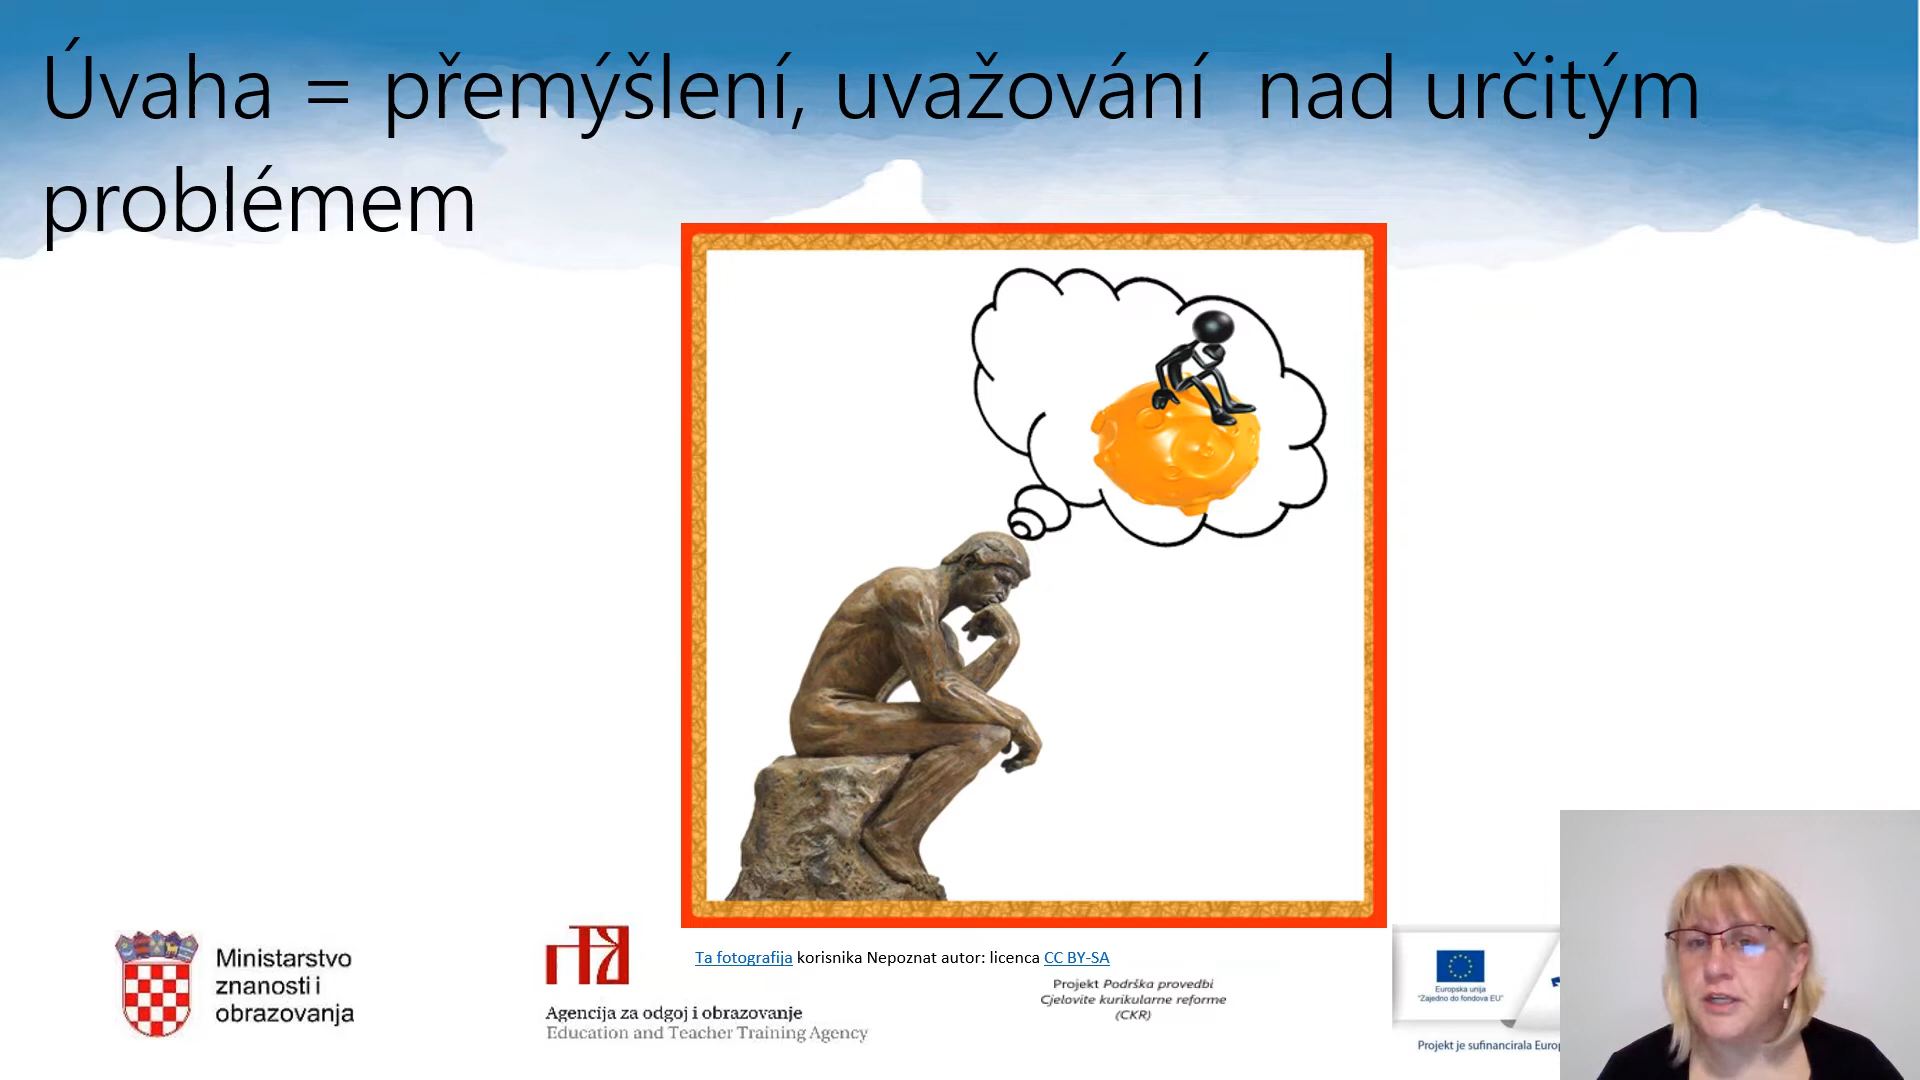 Úvaha = přemýšlení, uvažování  nad určitým
problémem
Ta fotografija korisnika Nepoznat autor: licenca CC BY-SA
Ministarstvo
znanosti i
obrazovanja
Agencija za odgoj i obrazovanje
Education and Teacher Training Agency
Projekt Podrška provedbi
Cjelovite kurikularne reforme
(CKR)
Europska unija
"Zajedno do fondova EU"
Projekt je sufinancirala